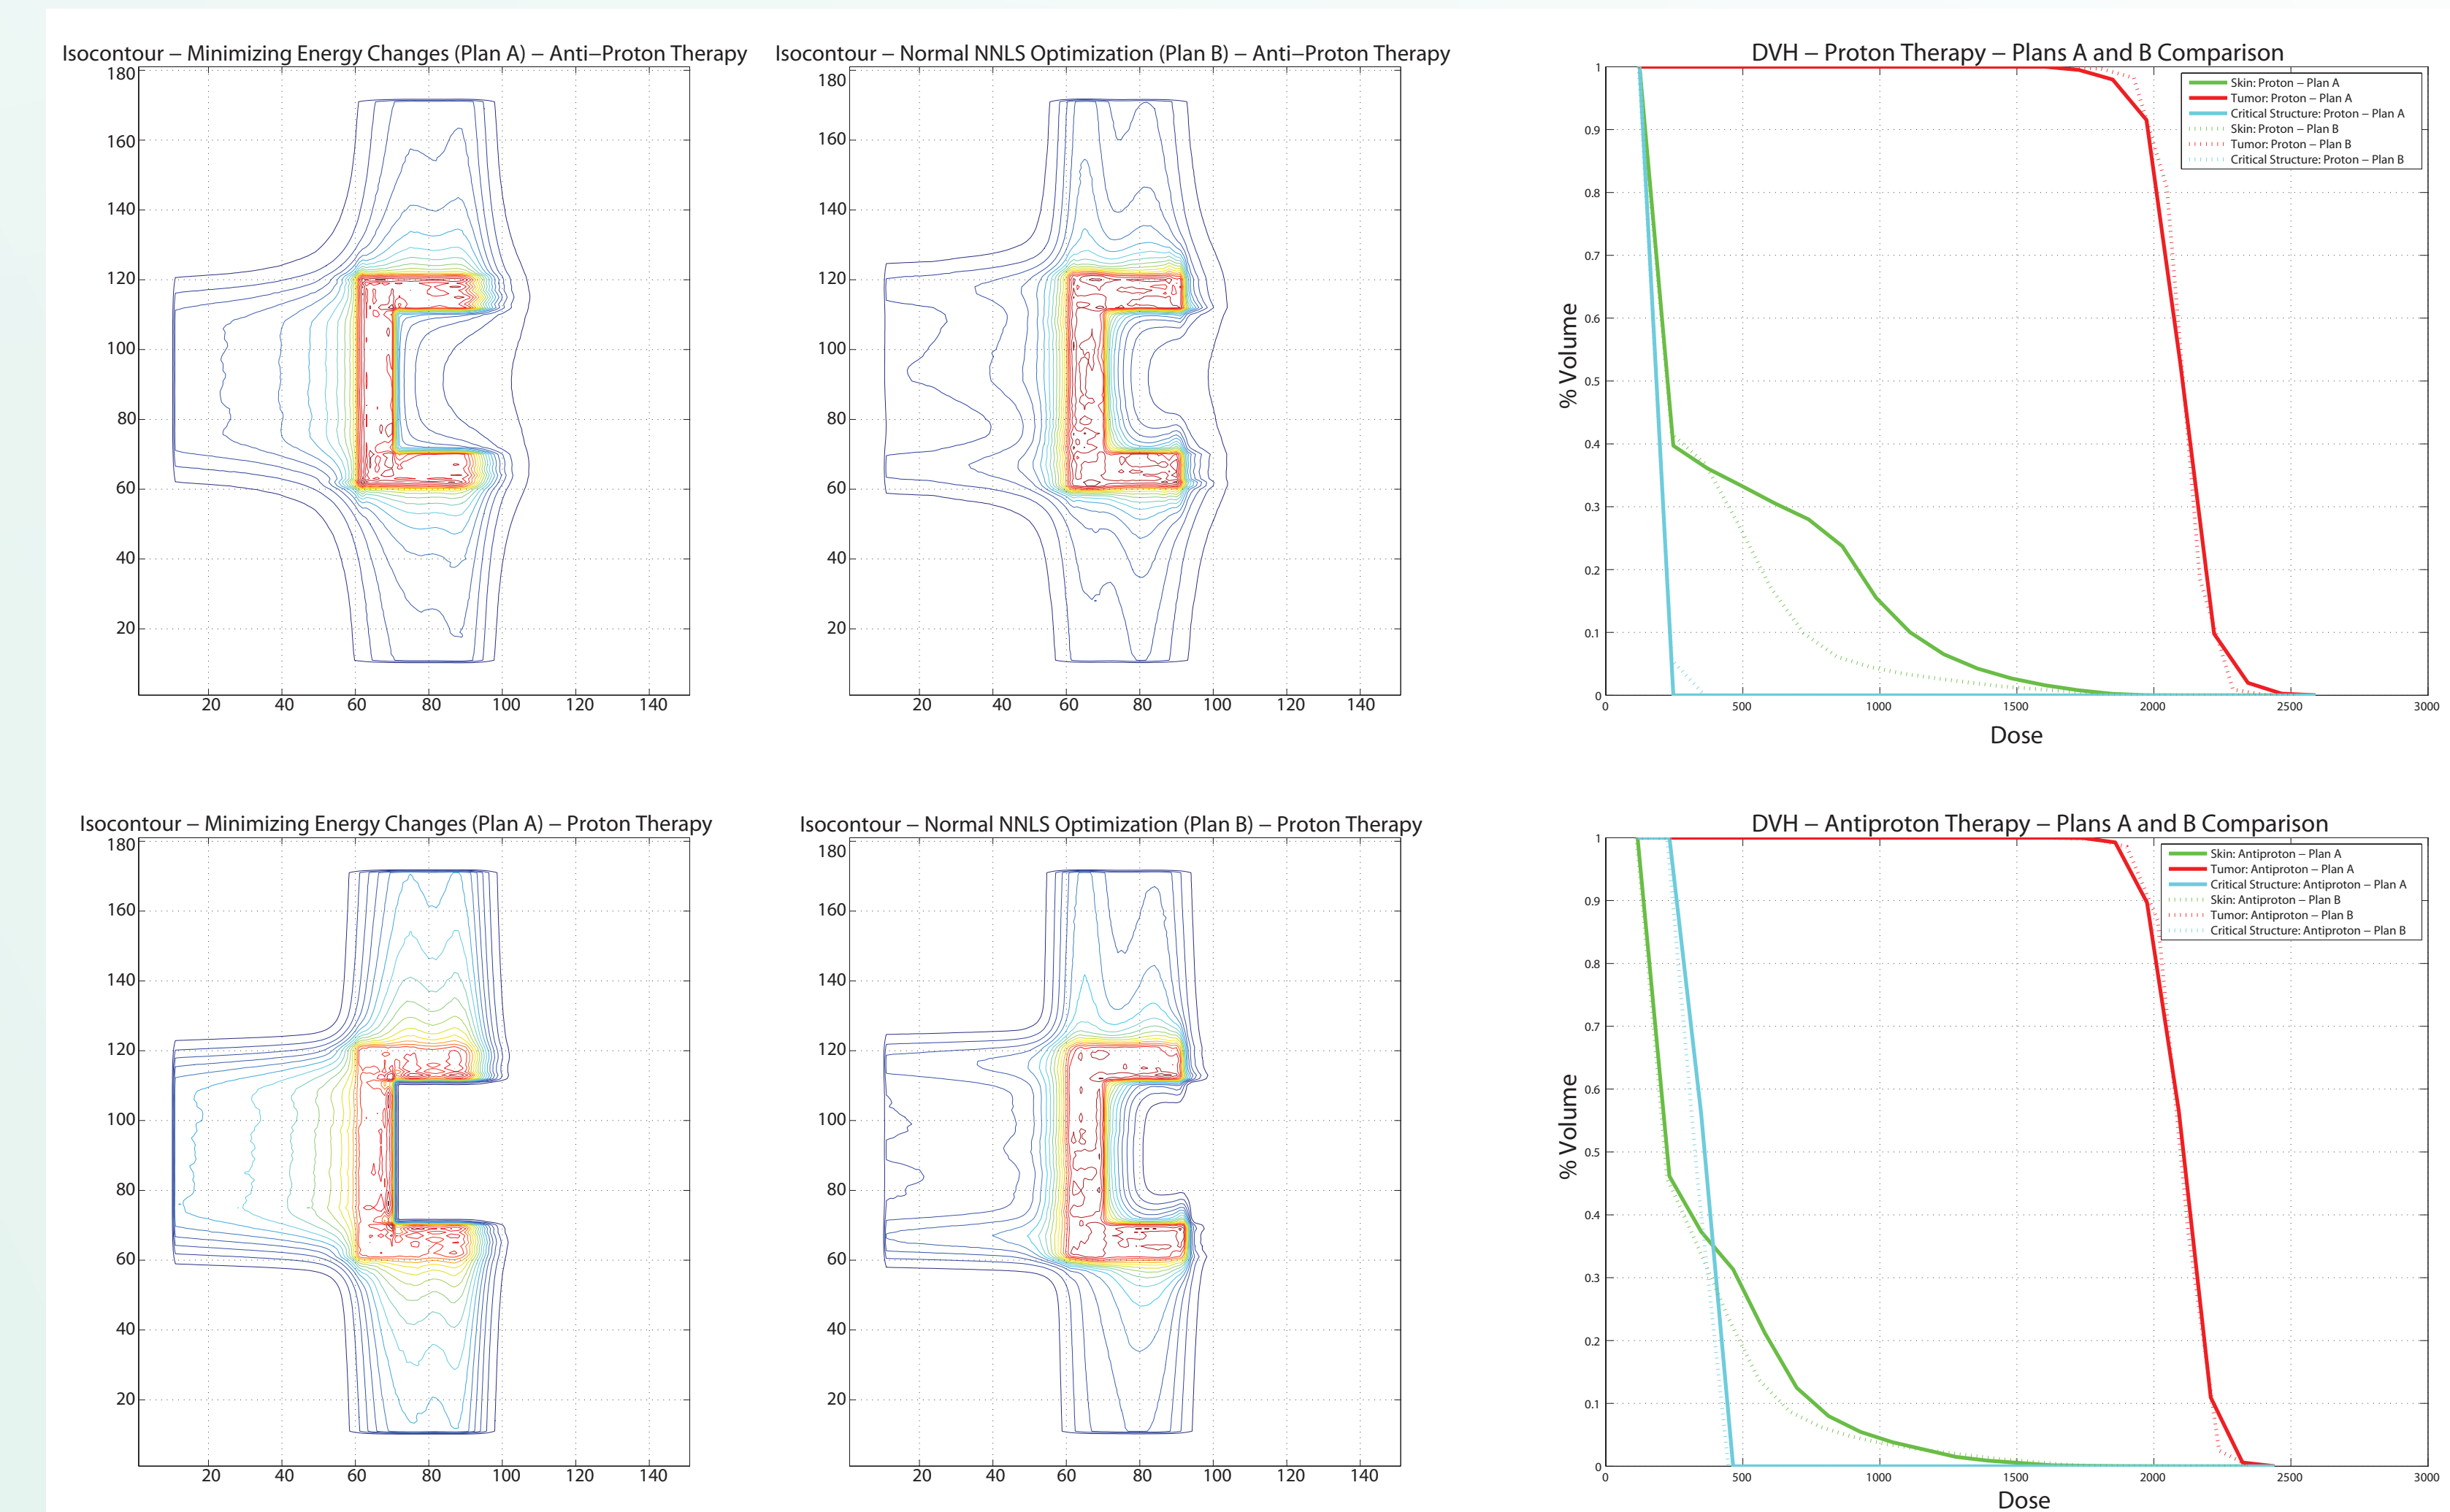 Isocontour – Minimizing Energy Changes (Plan A) – Anti–Proton Therapy
180
160
140
120
100
80
60
40
20
20 40 60 80 100 120 140
Isocontour – Normal NNLS Optimization (Plan B) – Anti–Proton Therapy
180
160
140
120
100
80
60
40
20
20 40 60 80 100 120 140
DVH – Proton Therapy – Plans A and B Comparison
Skin: Proton – Plan A
Tumor: Proton – Plan A
Critical Structure: Proton – Plan A
Skin: Proton – Plan B
Tumor: Proton – Plan B
Critical Structure: Proton – Plan B
% Volume
1
0.9
0.8
0.7
0.6
0.5
0.4
0.3
0.2
0.1
0
0 500 1000 1500 2000 2500 3000
Dose
Isocontour – Minimizing Energy Changes (Plan A) – Proton Therapy
180
160
140
120
100
80
60
40
20
20 40 60 80 100 120 140
Isocontour – Normal NNLS Optimization (Plan B) – Proton Therapy
180
160
140
120
100
80
60
40
20
20 40 60 80 100 120 140
DVH – Antiproton Therapy – Plans A and B Comparison
Skin: Antiproton – Plan A
Tumor: Antiproton – Plan A
Critical Structure: Antiproton – Plan A
Skin: Antiproton – Plan B
Tumor: Antiproton – Plan B
Critical Structure: Antiproton – Plan B
% Volume
1
0.9
0.8
0.7
0.6
0.5
0.4
0.3
0.2
0.1
0
0 500 1000 1500 2000 2500 3000
Dose